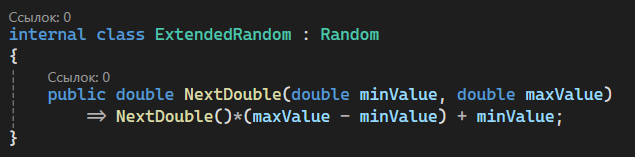 Ссылок: 0
internal class ExtendedRandom : Random
{
Ссылок: 0
public double NextDouble(double minValue, double maxValue)
=> NextDouble()*(maxValue - minValue) + minValue;
}